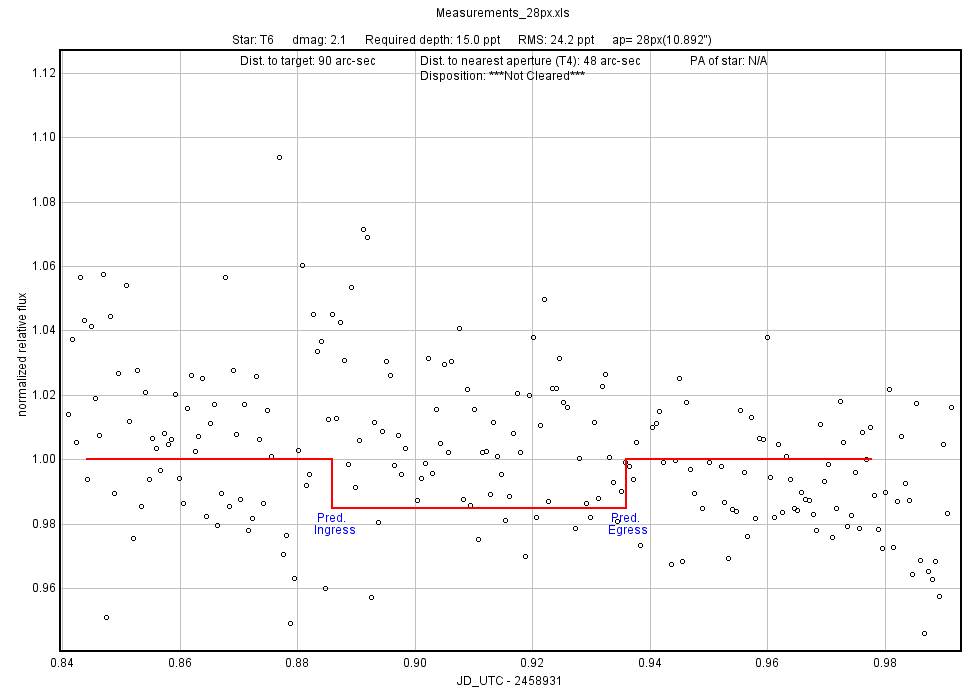 Measurements_28px.xls
Star: T6 dmag: 2.1 Required depth: 15.0 ppt RMS: 24.2 ppt ap= 28px(10.892")
Dist. to target: 90 arc-sec Dist. to nearest aperture (T4): 48 arc-sec PA of star: N/A
Disposition: ***Not Cleared***
1.12
1.10
1.08
1.06
1.04
1.02
1.00
0.98
0.96
normalized relative flux
Pred.
Ingress
Pred.
Egress
0.84 0.86 0.88 0.90 0.92 0.94 0.96 0.98
JD_UTC - 2458931